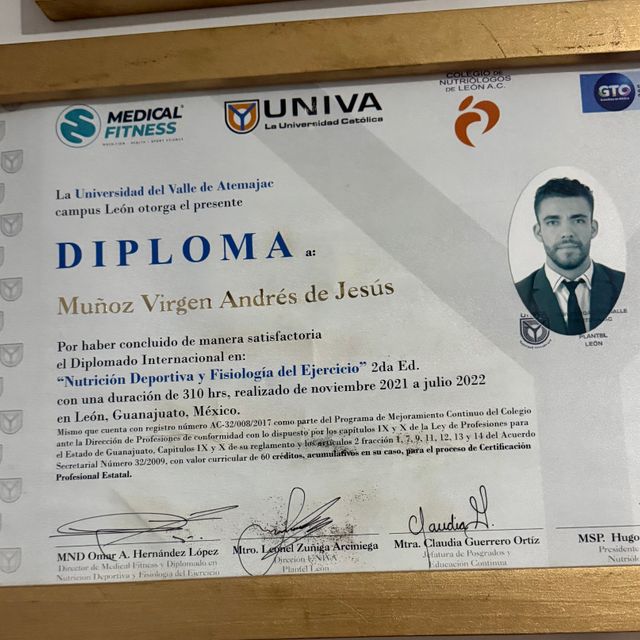 MEDICAL
FITNESS
NUTRITION · HEALTH · SPORT SCIENCE
UNIVA
La Universidad Católica
COLEGIO DE
NUTRIÓLOGOS
DE LEÓN A.C.
GTO
La Universidad del Valle de Atemajac
campus León otorga el presente
DIPLOMA a:
Muñoz Virgen Andrés de Jesús
Por haber concluido de manera satisfactoria
el Diplomado Internacional en:
“Nutrición Deportiva y Fisiología del Ejercicio” 2da Ed.
con una duración de 310 hrs, realizado de noviembre 2021 a julio 2022
en León, Guanajuato, México.
Mismo que cuenta con registro número AC-32/008/2017 como parte del Programa de Mejoramiento Continuo del Colegio
ante la Dirección de Profesiones de conformidad con lo dispuesto por los capítulos IX y X de la Ley de Profesiones para
el Estado de Guanajuato, Capítulos IX y X de su reglamento y los artículos 2 fracción 1, 7, 9, 11, 12, 13 y 14 del Acuerdo
Secretarial Número 32/2009, con valor curricular de 60 créditos, acumulativos en su caso, para el proceso de Certificación
Profesional Estatal.
VALLE
PLANTEL
LEÓN
Claudia G.
MND Omar A. Hernández López
Director de Medical Fitness y Diplomado en
Nutrición Deportiva y Fisiología del Ejercicio
Mtro. Leonel Zuñiga Arciniega
Dirección UNIVA
Plantel León
Mtra. Claudia Guerrero Ortíz
Jefatura de Posgrados y
Educación Continua
MSP. Hugo
Presidente